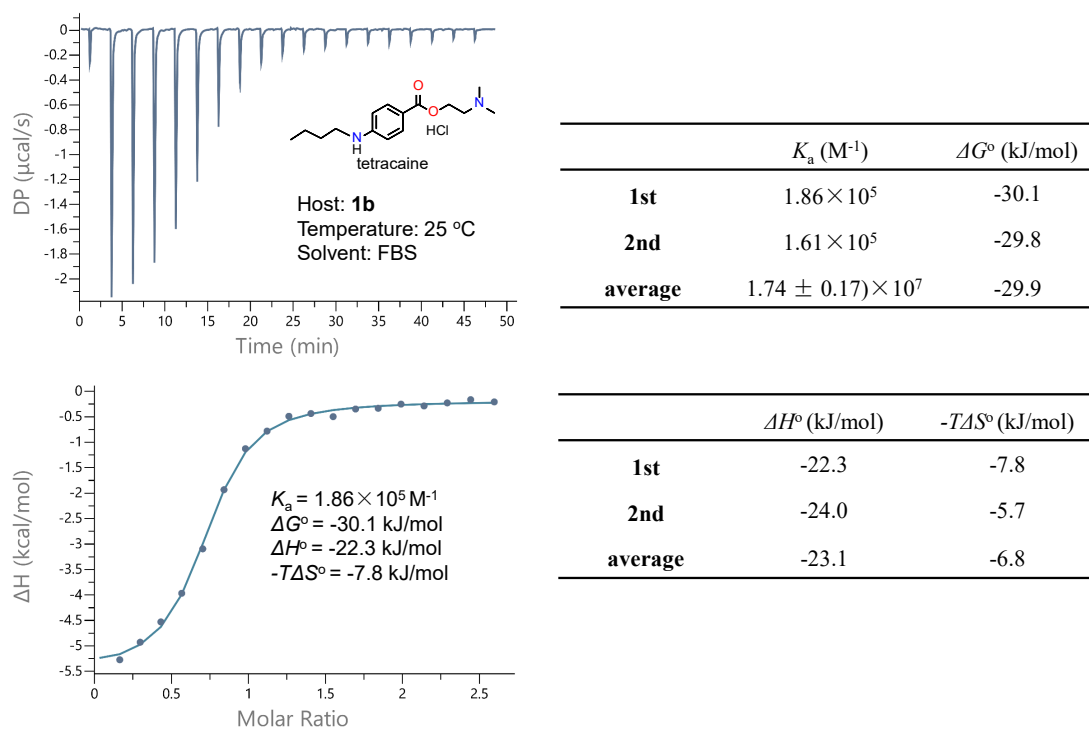 0
-0.2
-0.4
-0.6
-0.8
-1
-1.2
-1.4
-1.6
-1.8
-2
DP (µcal/s)
O
O
N
HCl
N
H
tetracaine
Host: 1b
Temperature: 25 °C
Solvent: FBS
0 5 10 15 20 25 30 35 40 45 50
Time (min)
Ka (M-1) ΔGo (kJ/mol)
1st 1.86×10⁵ -30.1
2nd 1.61×10⁵ -29.8
average 1.74 ± 0.17)×10⁷ -29.9
0
-0.5
-1
-1.5
-2
-2.5
-3
-3.5
-4
-4.5
-5
-5.5
ΔH (kcal/mol)
Ka = 1.86×10⁵ M-1
ΔGo = -30.1 kJ/mol
ΔHo = -22.3 kJ/mol
-TΔSo = -7.8 kJ/mol
0 0.5 1 1.5 2 2.5
Molar Ratio
ΔHo (kJ/mol) -TΔSo (kJ/mol)
1st -22.3 -7.8
2nd -24.0 -5.7
average -23.1 -6.8